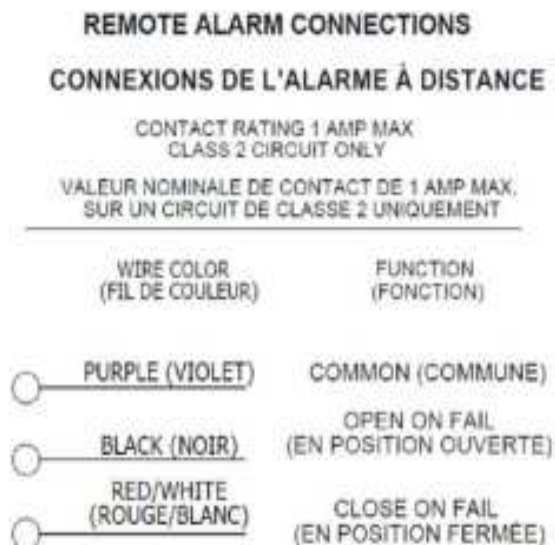 REMOTE ALARM CONNECTIONS
CONNEXIONS DE L'ALARME À DISTANCE
CONTACT RATING 1 AMP MAX
CLASS 2 CIRCUIT ONLY
VALEUR NOMINALE DE CONTACT DE 1 AMP MAX.
SUR UN CIRCUIT DE CLASSE 2 UNIQUEMENT
WIRE COLOR
(FIL DE COULEUR)
FUNCTION
(FONCTION)
PURPLE (VIOLET)
COMMON (COMMUNE)
BLACK (NOIR)
OPEN ON FAIL
(EN POSITION OUVERTE)
RED/WHITE
(ROUGE/BLANC)
CLOSE ON FAIL
(EN POSITION FERMÉE)